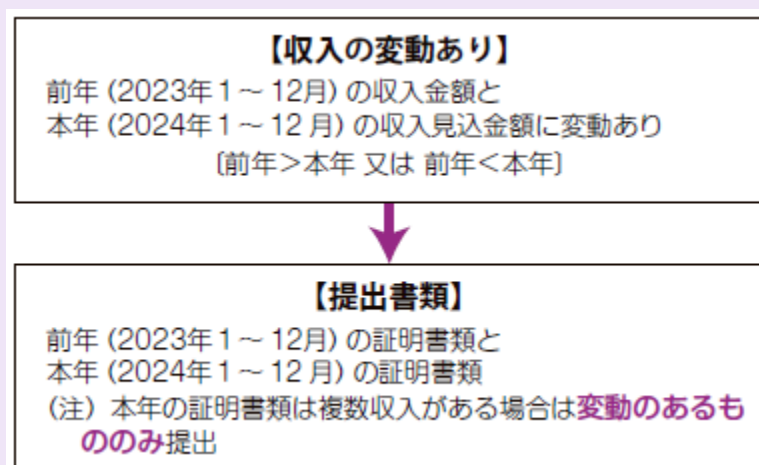 【収入の変動あり】
前年(2023年1～12月)の収入金額と
本年(2024年1～12月)の収入見込金額に変動あり
〔前年＞本年 又は 前年＜本年〕
【提出書類】
前年(2023年1～12月)の証明書類と
本年(2024年1～12月)の証明書類
(注) 本年の証明書類は複数収入がある場合は変動のあるも
ののみ提出